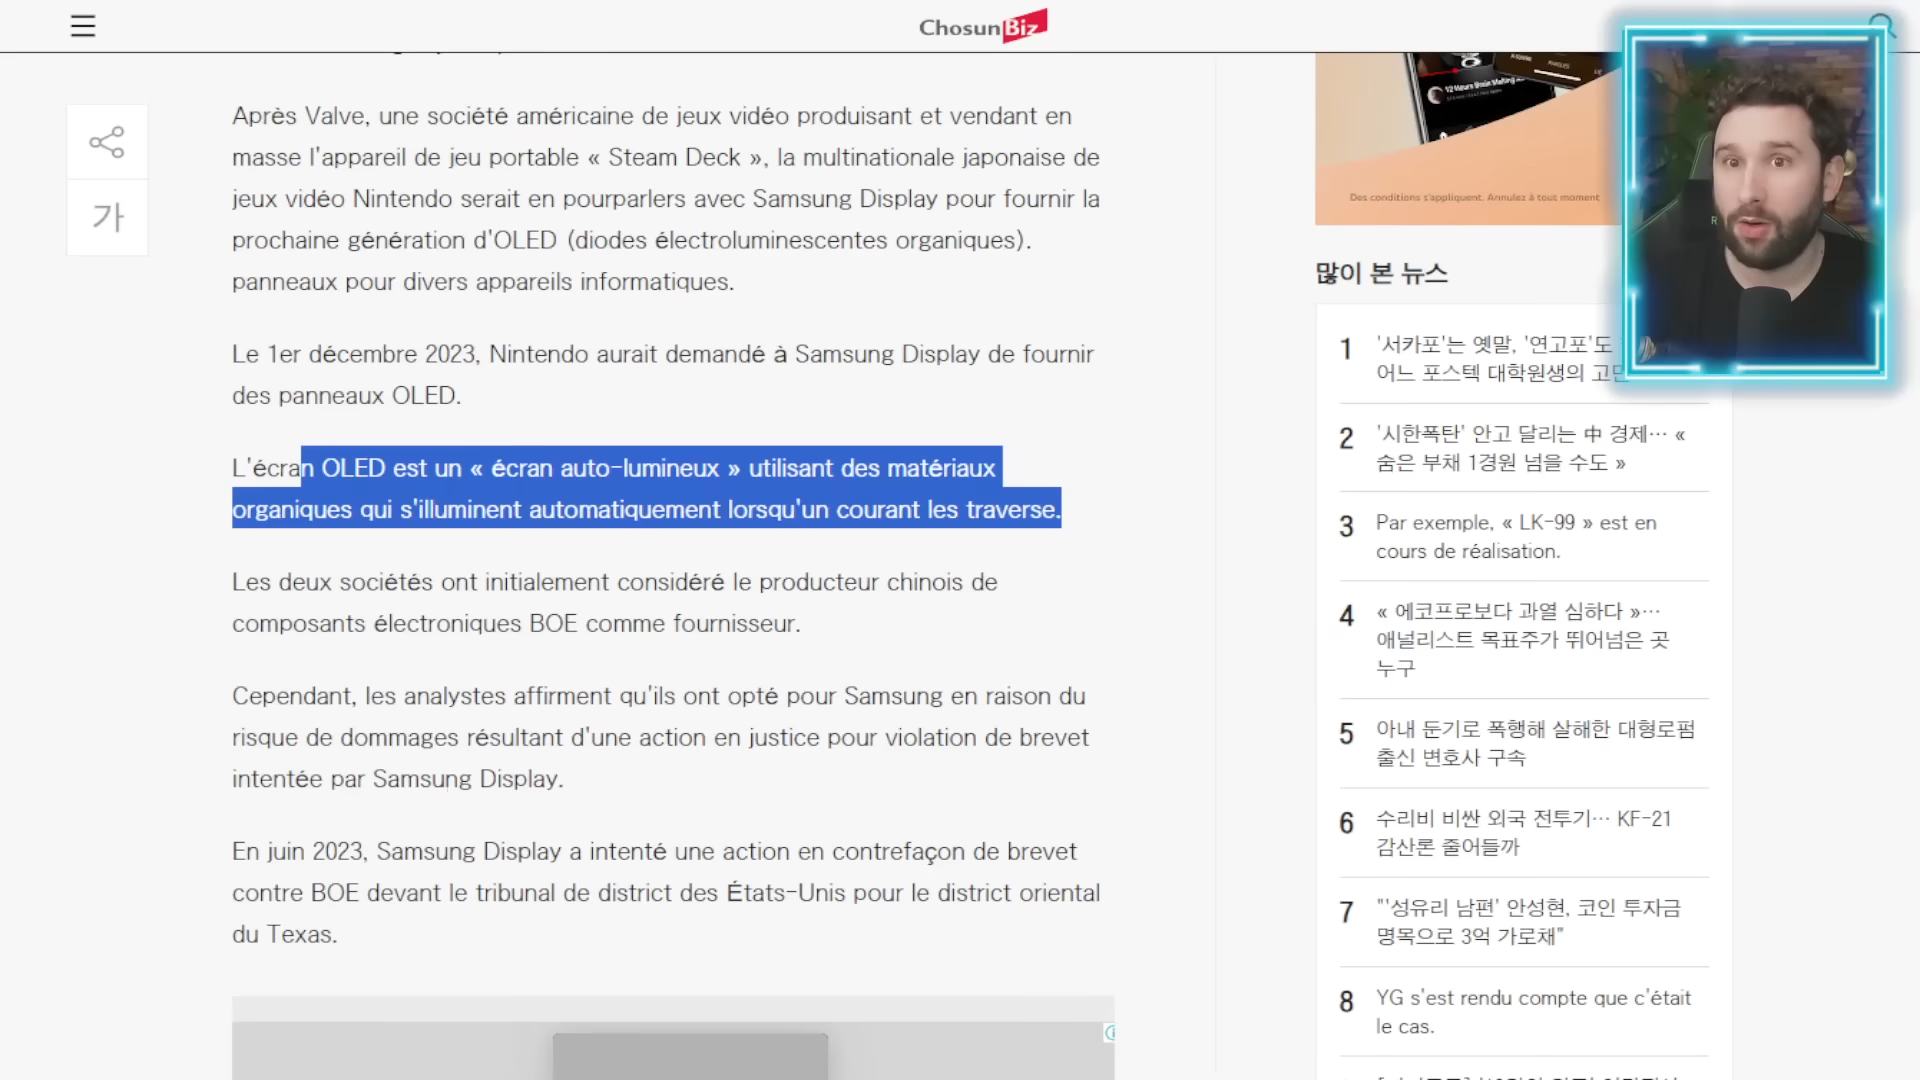 ChosunBiz
가
Après Valve, une société américaine de jeux vidéo produisant et vendant en
masse l'appareil de jeu portable « Steam Deck », la multinationale japonaise de
jeux vidéo Nintendo serait en pourparlers avec Samsung Display pour fournir la
prochaine génération d'OLED (diodes électroluminescentes organiques).
panneaux pour divers appareils informatiques.
Le 1er décembre 2023, Nintendo aurait demandé à Samsung Display de fournir
des panneaux OLED.
L'écran OLED est un « écran auto-lumineux » utilisant des matériaux
organiques qui s'illuminent automatiquement lorsqu'un courant les traverse.
Les deux sociétés ont initialement considéré le producteur chinois de
composants électroniques BOE comme fournisseur.
Cependant, les analystes affirment qu'ils ont opté pour Samsung en raison du
risque de dommages résultant d'une action en justice pour violation de brevet
intentée par Samsung Display.
En juin 2023, Samsung Display a intenté une action en contrefaçon de brevet
contre BOE devant le tribunal de district des États-Unis pour le district oriental
du Texas.
Des conditions s'appliquent. Annulez à tout moment
많이 본 뉴스
1 '서카포'는 옛말, '연고포'도
어느 포스텍 대학원생의 고민
2 '시한폭탄' 안고 달리는 中 경제… «
숨은 부채 1경원 넘을 수도 »
3 Par exemple, « LK-99 » est en
cours de réalisation.
4 « 에코프로보다 과열 심하다 »…
애널리스트 목표주가 뛰어넘은 곳
누구
5 아내 둔기로 폭행해 살해한 대형로펌
출신 변호사 구속
6 수리비 비싼 외국 전투기… KF-21
감산론 줄어들까
7 "'성유리 남편' 안성현, 코인 투자금
명목으로 3억 가로채"
8 YG s'est rendu compte que c'était
le cas.